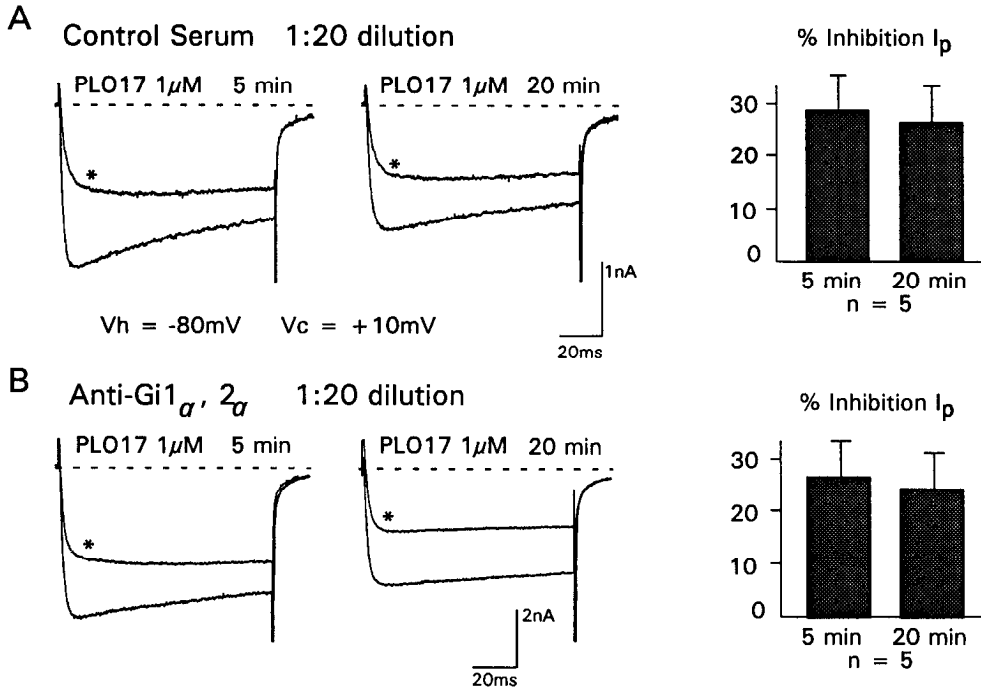 A
Control Serum 1:20 dilution
PLO17 1μM 5 min
*
PLO17 1μM 20 min
*
1nA
20ms
Vh = -80mV Vc = +10mV
% Inhibition Ip
30
20
10
0
5 min 20 min
n = 5
B
Anti-Gi1α, 2α 1:20 dilution
PLO17 1μM 5 min
*
PLO17 1μM 20 min
*
2nA
20ms
% Inhibition Ip
30
20
10
0
5 min 20 min
n = 5